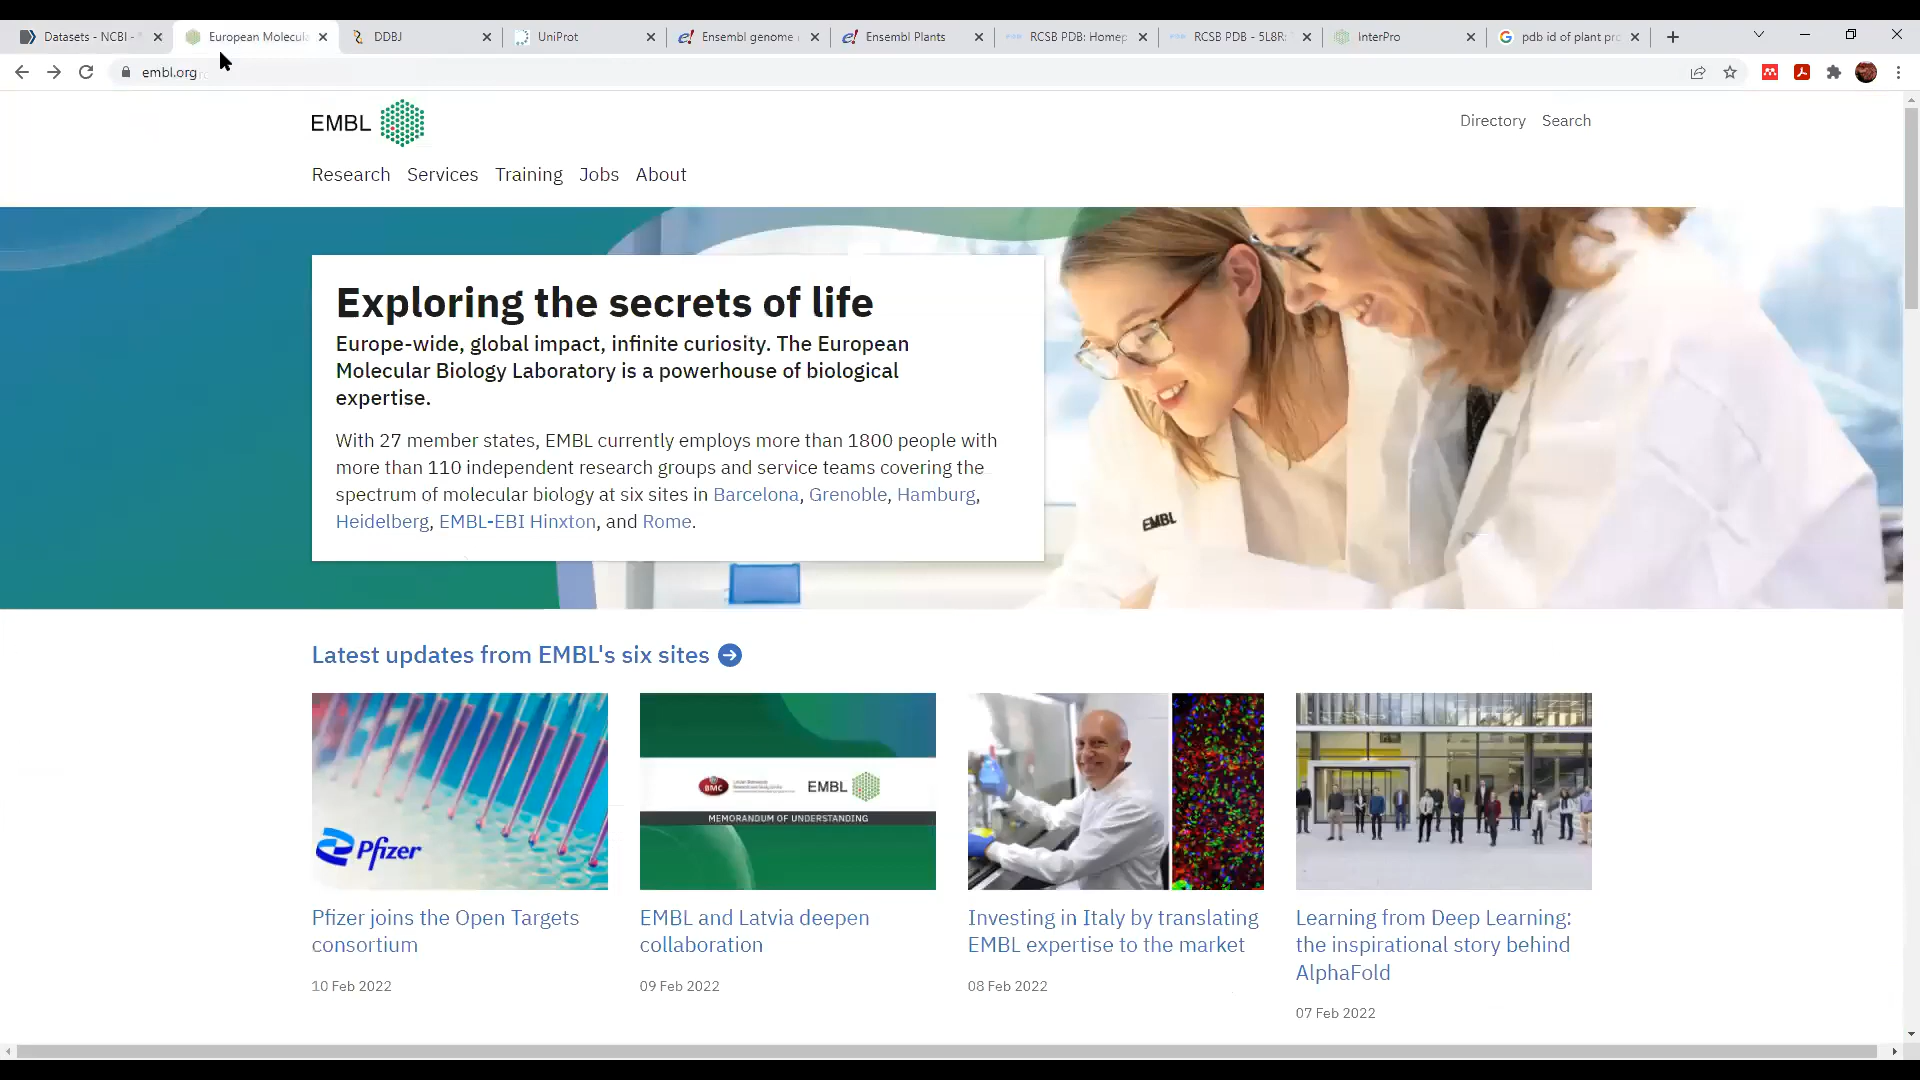 Datasets - NCBI - European Molecula DDBJ UniProt Ensembl genome Ensembl Plants RCSB PDB: Homep RCSB PDB - 5L8R: InterPro pdb id of plant pro
embl.org
EMBL
Directory Search
Research Services Training Jobs About
Exploring the secrets of life
Europe-wide, global impact, infinite curiosity. The European
Molecular Biology Laboratory is a powerhouse of biological
expertise.
With 27 member states, EMBL currently employs more than 1800 people with
more than 110 independent research groups and service teams covering the
spectrum of molecular biology at six sites in Barcelona, Grenoble, Hamburg,
Heidelberg, EMBL-EBI Hinxton, and Rome.
EMBL
Latest updates from EMBL's six sites
Pfizer
BMC
EMBL
MEMORANDUM OF UNDERSTANDING
Pfizer joins the Open Targets
consortium
10 Feb 2022
EMBL and Latvia deepen
collaboration
09 Feb 2022
Investing in Italy by translating
EMBL expertise to the market
08 Feb 2022
Learning from Deep Learning:
the inspirational story behind
AlphaFold
07 Feb 2022